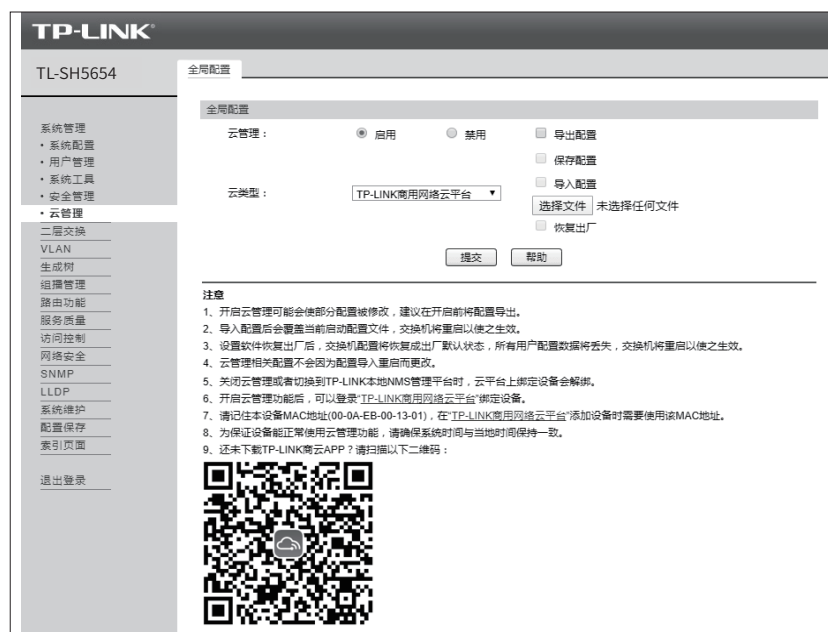 TP-LINK®
TL-SH5654
全局配置
系统管理
• 系统配置
• 用户管理
• 系统工具
• 安全管理
• 云管理
二层交换
VLAN
生成树
组播管理
路由功能
服务质量
访问控制
网络安全
SNMP
LLDP
系统维护
配置保存
索引页面
退出登录
全局配置
云管理： 启用 禁用 导出配置
保存配置
导入配置
云类型： TP-LINK商用网络云平台
选择文件 未选择任何文件
恢复出厂
提交 帮助
注意
1、开启云管理可能会使部分配置被修改，建议在开启前将配置导出。
2、导入配置后会覆盖当前启动配置文件，交换机将重启以使之生效。
3、设置软件恢复出厂后，交换机配置将恢复成出厂默认状态，所有用户配置数据将丢失，交换机将重启以使之生效。
4、云管理相关配置不会因为配置导入重启而更改。
5、关闭云管理或者切换到TP-LINK本地NMS管理平台时，云平台上绑定设备会解绑。
6、开启云管理功能后，可以登录“TP-LINK商用网络云平台”绑定设备。
7、请记住本设备MAC地址(00-0A-EB-00-13-01)，在“TP-LINK商用网络云平台”添加设备时需要使用该MAC地址。
8、为保证设备能正常使用云管理功能，请确保系统时间与当地时间保持一致。
9、还未下载TP-LINK商云APP？请扫描以下二维码：